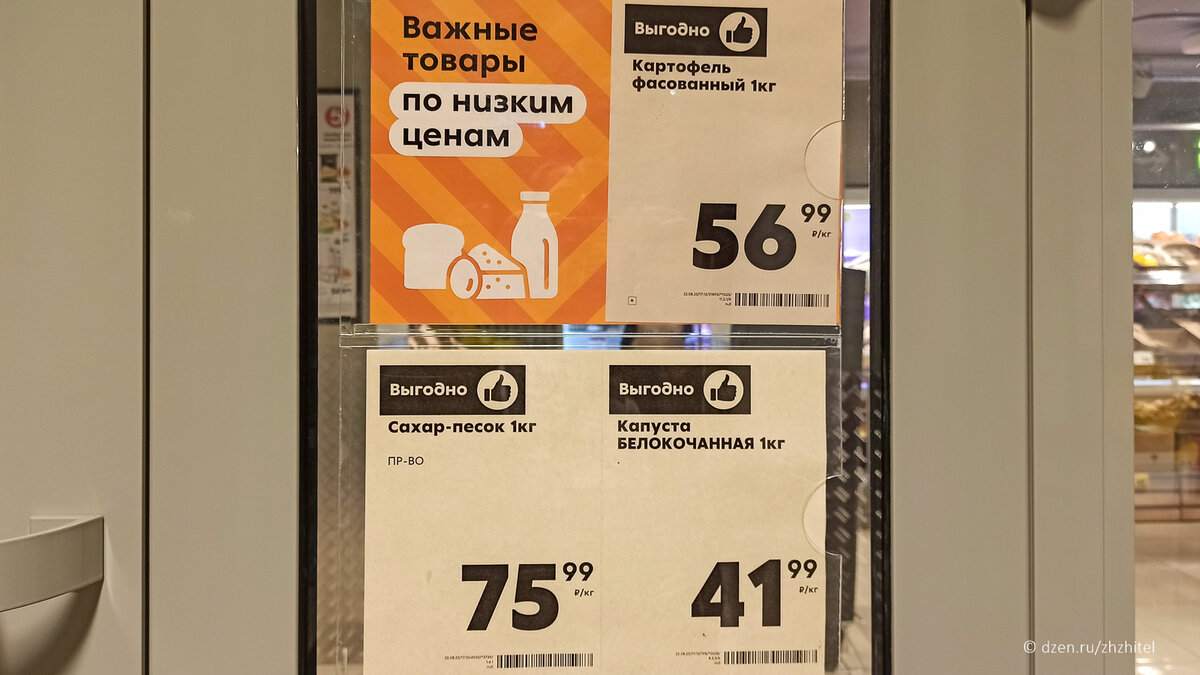 Важные
товары
по низким
ценам
Выгодно
Картофель
фасованный 1кг
56 99
₽/кг
Выгодно
Сахар-песок 1кг
ПР-ВО
75 99
₽/кг
Выгодно
Капуста
БЕЛОКОЧАННАЯ 1кг
41 99
₽/кг
© dzen.ru/zhzhitel